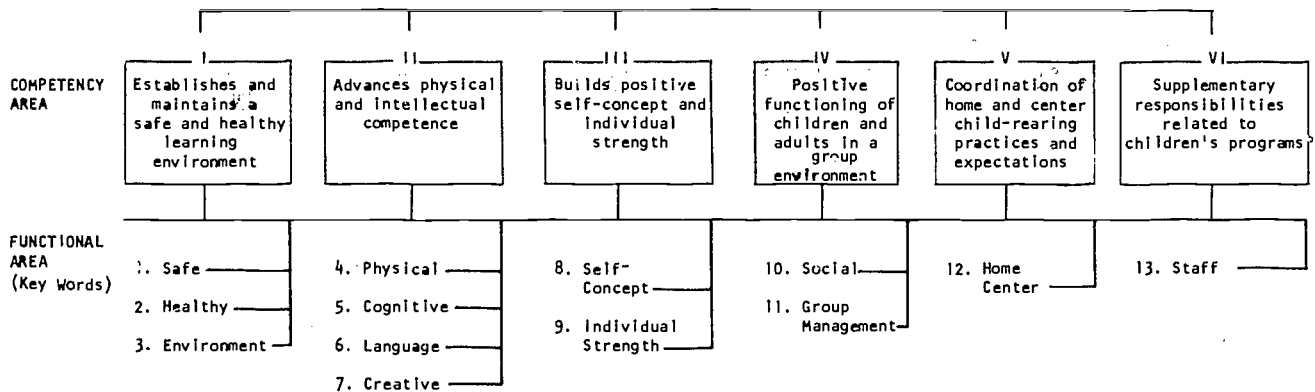 COMPETENCY
AREA
I
Establishes and
maintains a
safe and healthy
learning
environment
II
Advances physical
and intellectual
competence
III
Builds positive
self-concept and
individual
strength
IV
Positive
functioning of
children and
adults in a
group
environment
V
Coordination of
home and center
child-rearing
practices and
expectations
VI
Supplementary
responsibilities
related to
children's programs
FUNCTIONAL
AREA
(Key Words)
1. Safe
2. Healthy
3. Environment
4. Physical
5. Cognitive
6. Language
7. Creative
8. Self-
Concept
9. Individual
Strength
10. Social
11. Group
Management
12. Home
Center
13. Staff